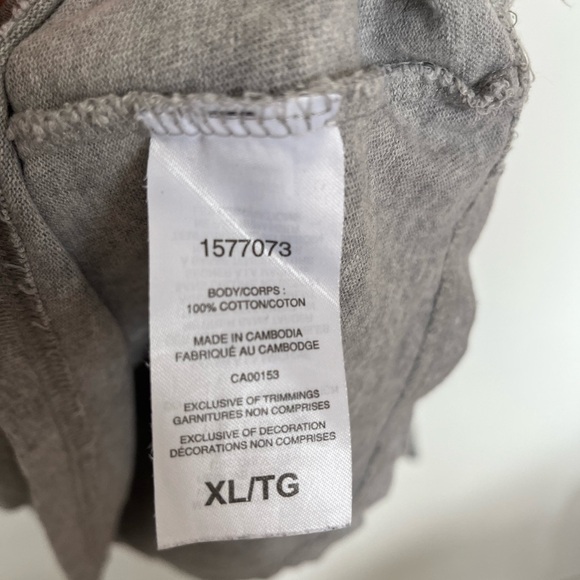 1577073
BODY/CORPS :
100% COTTON/COTON
MADE IN CAMBODIA
FABRIQUÉ AU CAMBODGE
CA00153
EXCLUSIVE OF TRIMMINGS
GARNITURES NON COMPRISES
EXCLUSIVE OF DECORATION
DÉCORATIONS NON COMPRISES
XL/TG